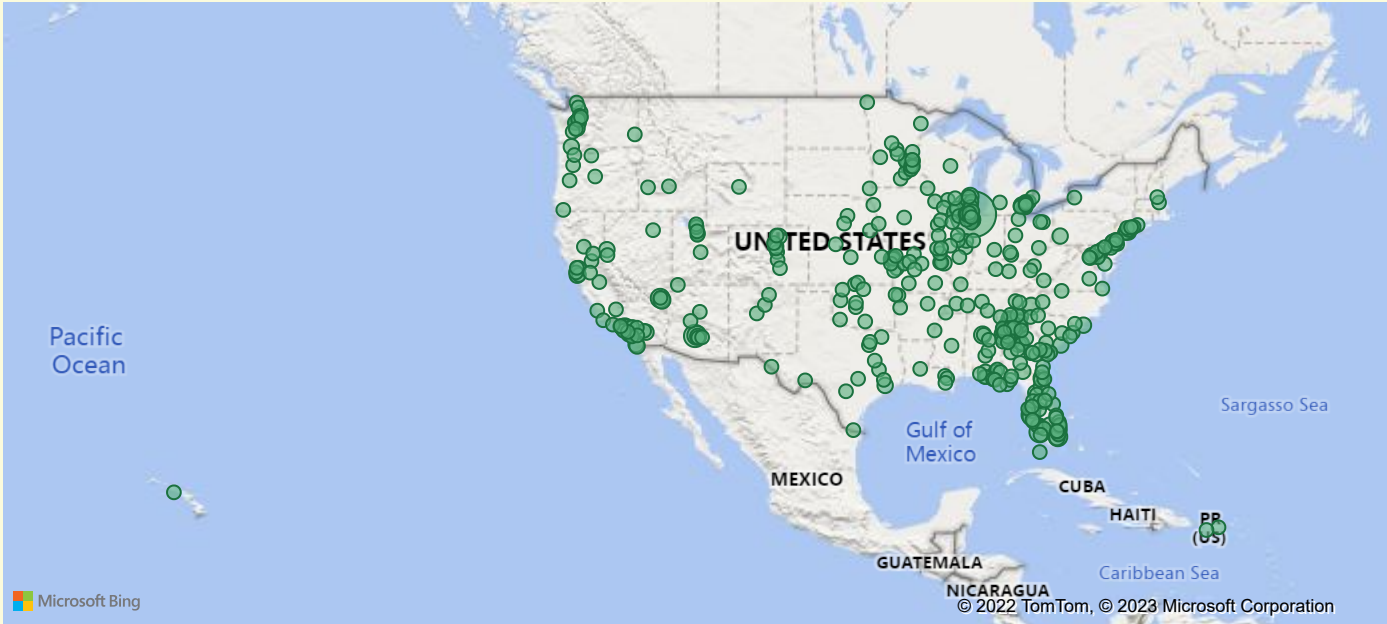 UNITED STATES
Pacific
Ocean
Sargasso Sea
Gulf of
Mexico
MEXICO
CUBA
HAITI
PR
(US)
GUATEMALA
Caribbean Sea
NICARAGUA
Microsoft Bing
© 2022 TomTom, © 2023 Microsoft Corporation